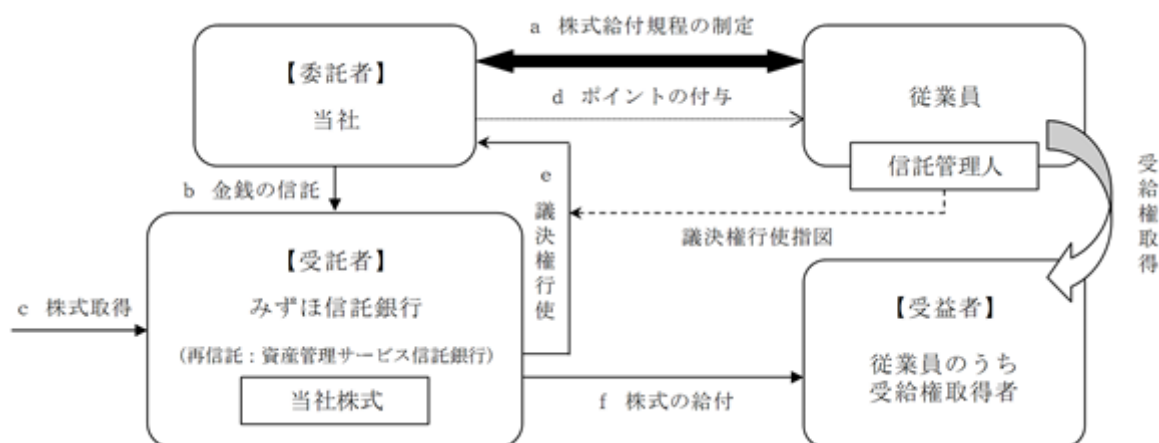 a 株式給付規程の制定
【委託者】
当社
d ポイントの付与
従業員
信託管理人
受給権取得
b 金銭の信託
e 議決権行使
議決権行使指図
【受託者】
みずほ信託銀行
(再信託:資産管理サービス信託銀行)
当社株式
c 株式取得
【受益者】
従業員のうち
受給権取得者
f 株式の給付